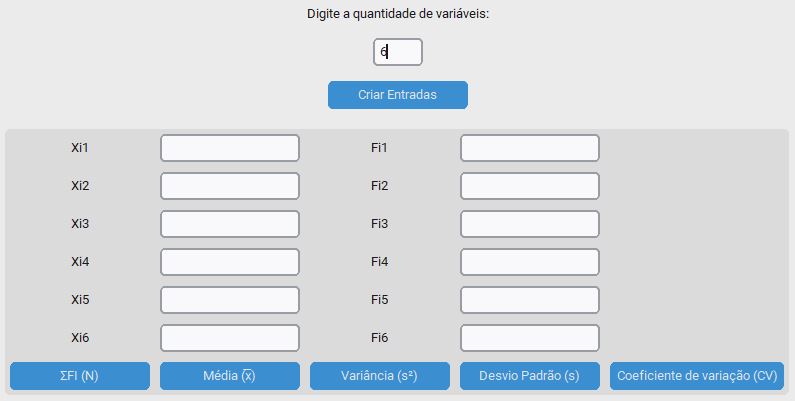 Digite a quantidade de variáveis:
6
Criar Entradas
Xi1 Fi1
Xi2 Fi2
Xi3 Fi3
Xi4 Fi4
Xi5 Fi5
Xi6 Fi6
ΣFI (N) Média (x̅) Variância (s²) Desvio Padrão (s) Coeficiente de variação (CV)